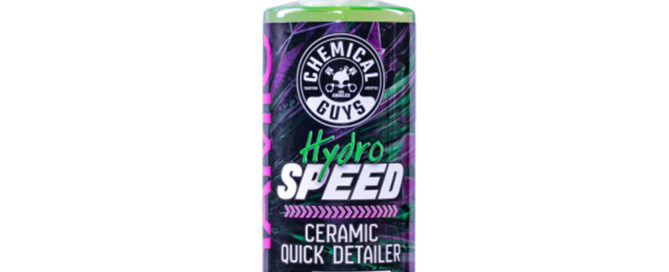 CHEMICAL
GUYS
Hydro
SPEED
CERAMIC
QUICK DETAILER